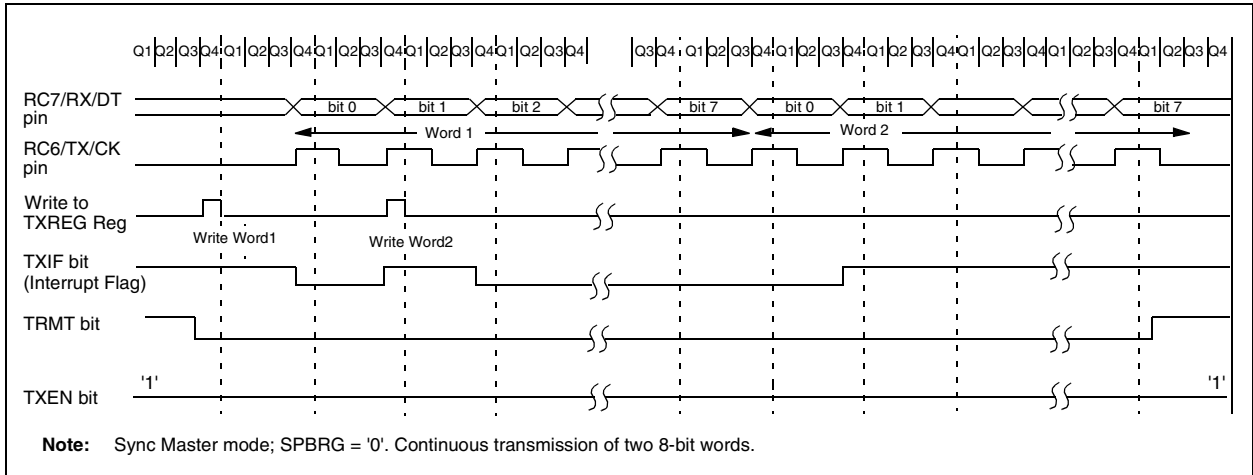 Q1 Q2 Q3 Q4 Q1 Q2 Q3 Q4 Q1 Q2 Q3 Q4 Q1 Q2 Q3 Q4 Q1 Q2 Q3 Q4 Q3 Q4 Q1 Q2 Q3 Q4 Q1 Q2 Q3 Q4 Q1 Q2 Q3 Q4 Q1 Q2 Q3 Q4 Q1 Q2 Q3 Q4 Q1 Q2 Q3 Q4
RC7/RX/DT
pin
bit 0 bit 1 bit 2 bit 7 bit 0 bit 1 bit 7
Word 1 Word 2
RC6/TX/CK
pin
Write to
TXREG Reg
Write Word1 Write Word2
TXIF bit
(Interrupt Flag)
TRMT bit
'1' '1'
TXEN bit
Note: Sync Master mode; SPBRG = '0'. Continuous transmission of two 8-bit words.